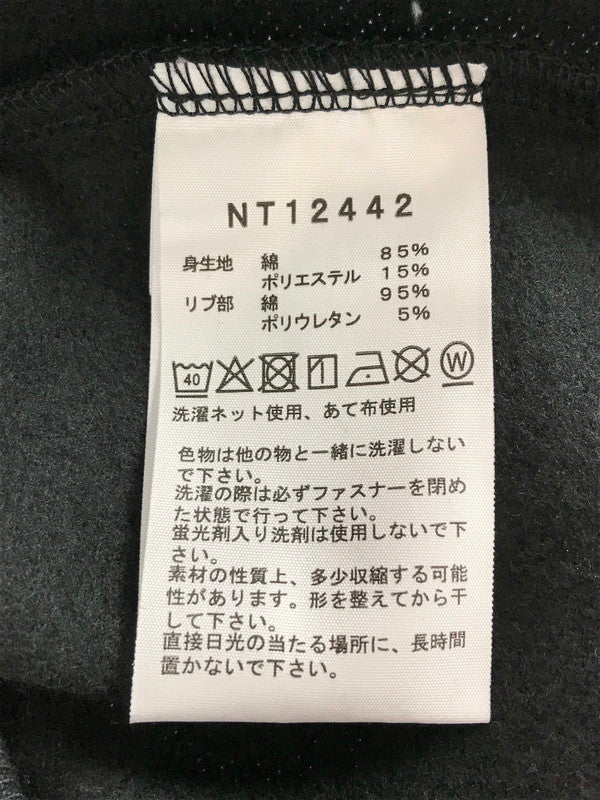 NT12442
身生地 綿 85%
ポリエステル 15%
リブ部 綿 95%
ポリウレタン 5%
40 W
洗濯ネット使用、あて布使用
色物は他の物と一緒に洗濯しない
で下さい。
洗濯の際は必ずファスナーを閉め
た状態で行って下さい。
蛍光剤入り洗剤は使用しないで下
さい。
素材の性質上、多少収縮する可能
性があります。形を整えてから干
して下さい。
直接日光の当たる場所に、長時間
置かないで下さい。